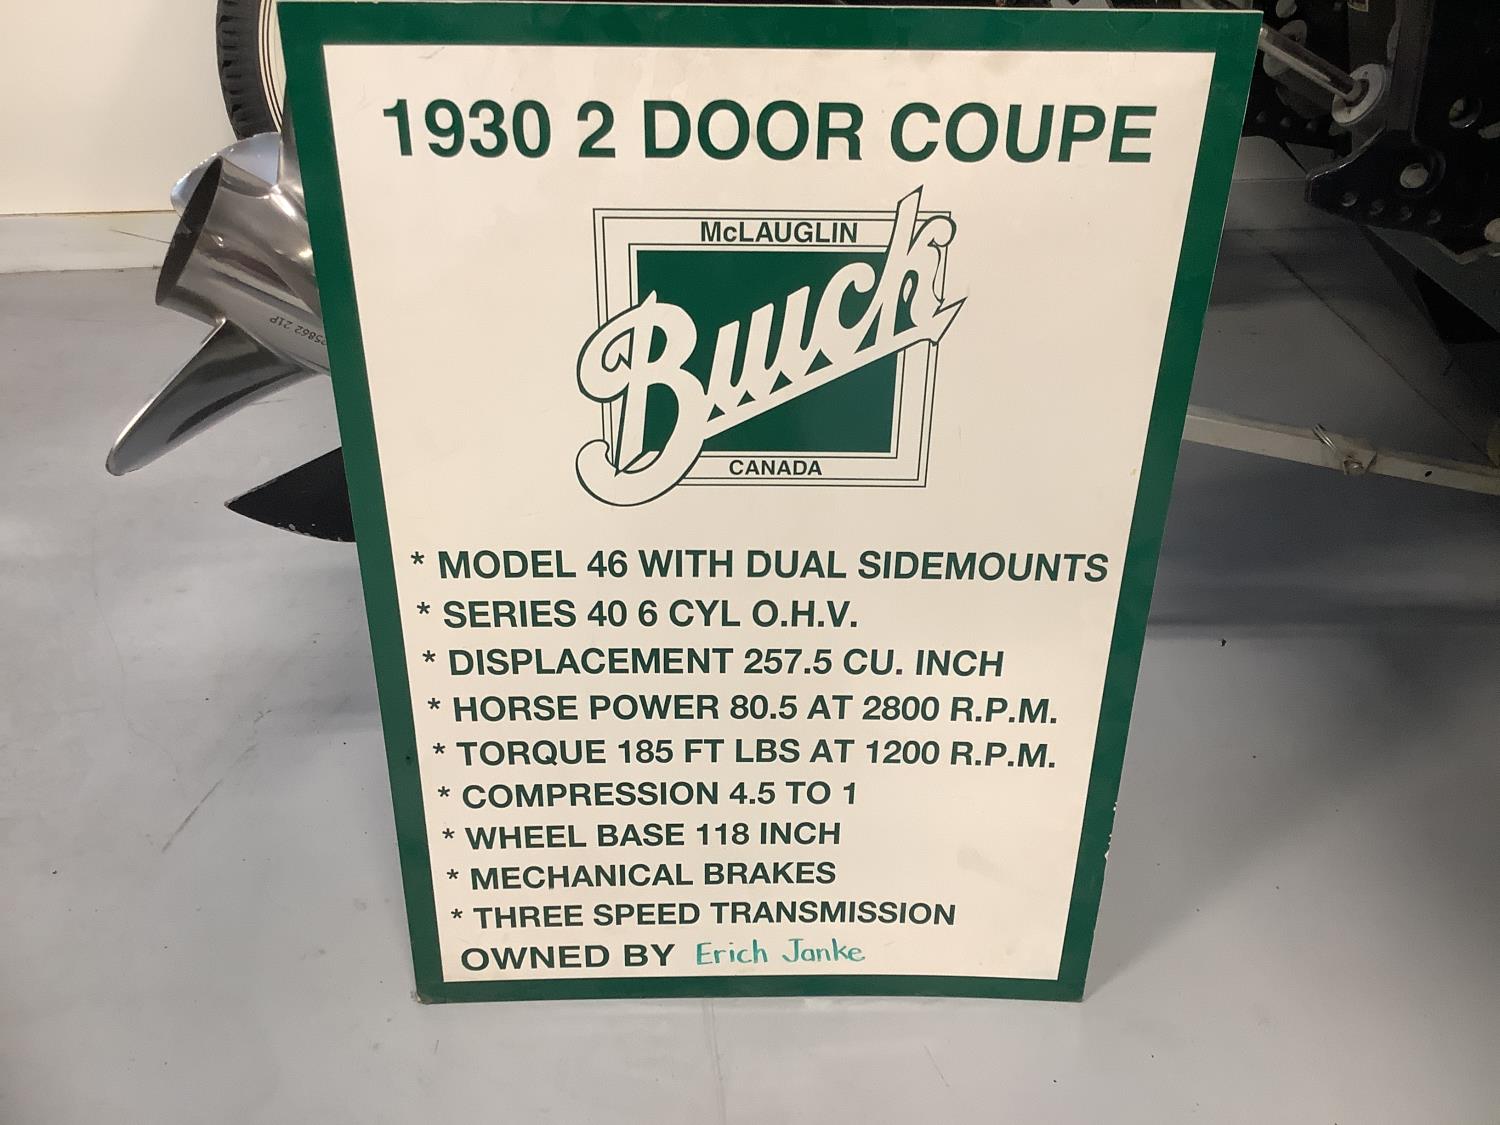 1930 2 DOOR COUPE
McLAUGLIN
Buick
CANADA
* MODEL 46 WITH DUAL SIDEMOUNTS
* SERIES 40 6 CYL O.H.V.
* DISPLACEMENT 257.5 CU. INCH
* HORSE POWER 80.5 AT 2800 R.P.M.
* TORQUE 185 FT LBS AT 1200 R.P.M.
* COMPRESSION 4.5 TO 1
* WHEEL BASE 118 INCH
* MECHANICAL BRAKES
* THREE SPEED TRANSMISSION
OWNED BY Erich Janke
21P